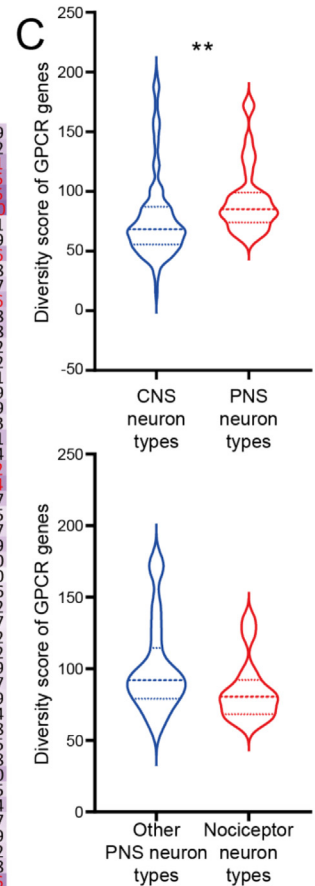 C
250
200
150
100
50
0
-50
Diversity score of GPCR genes
**
CNS
neuron
types
PNS
neuron
types
250
200
150
100
50
0
Diversity score of GPCR genes
Other
PNS neuron
types
Nociceptor
neuron
types